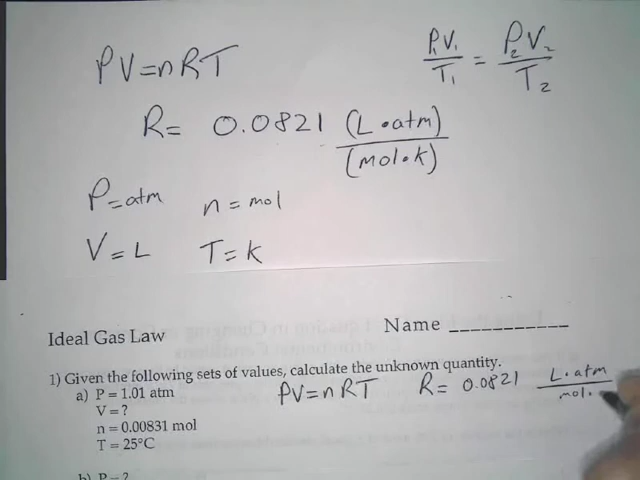 PV=nRT
P₁V₁/T₁ = P₂V₂/T₂
R= 0.0821 (L•atm)/(mol•k)
P=atm n=mol
V=L T=k
Ideal Gas Law Name ___________
1) Given the following sets of values, calculate the unknown quantity.
a) P = 1.01 atm PV=nRT R= 0.0821 L•atm/mol•
V = ?
n = 0.00831 mol
T = 25°C
b) P = ?